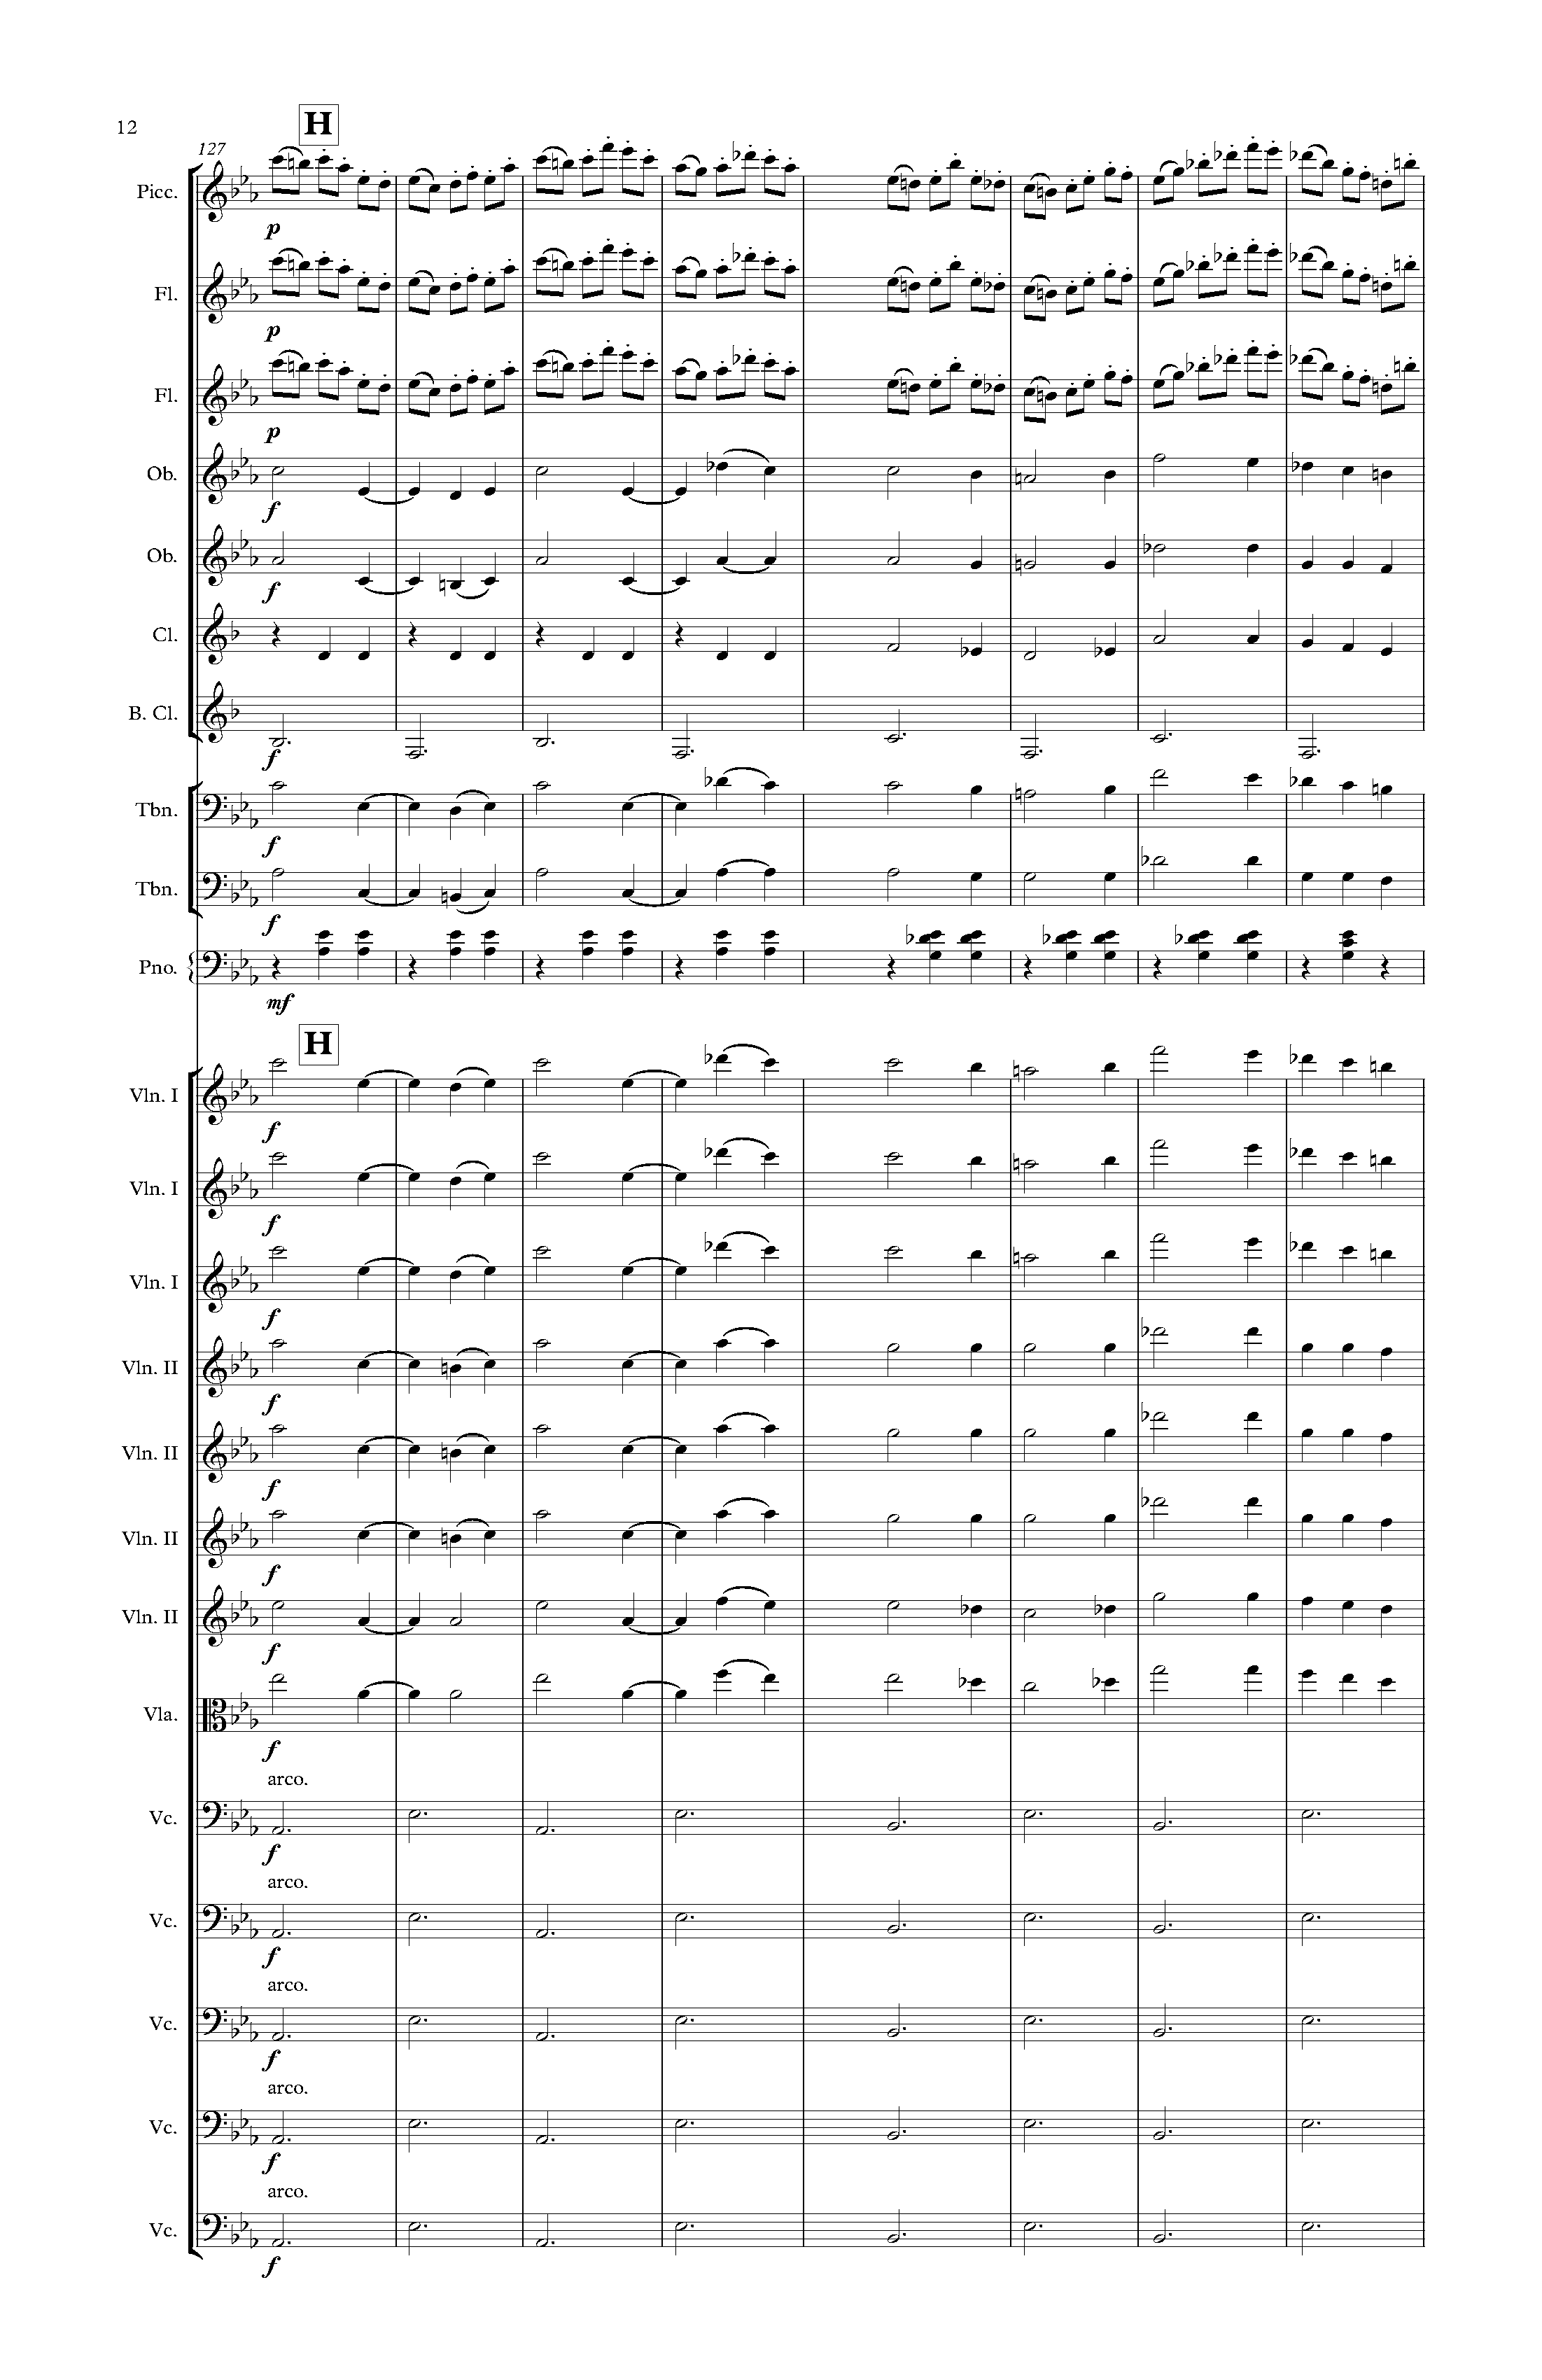 12
H
127
Picc.
p
Fl.
p
Fl.
p
Ob.
f
Ob.
f
Cl.
B. Cl.
f
Tbn.
f
Tbn.
f
Pno.
mf
H
Vln. I
f
Vln. I
f
Vln. I
f
Vln. II
f
Vln. II
f
Vln. II
f
Vln. II
f
Vla.
f
arco.
Vc.
f
arco.
Vc.
f
arco.
Vc.
f
arco.
Vc.
f
arco.
Vc.
f